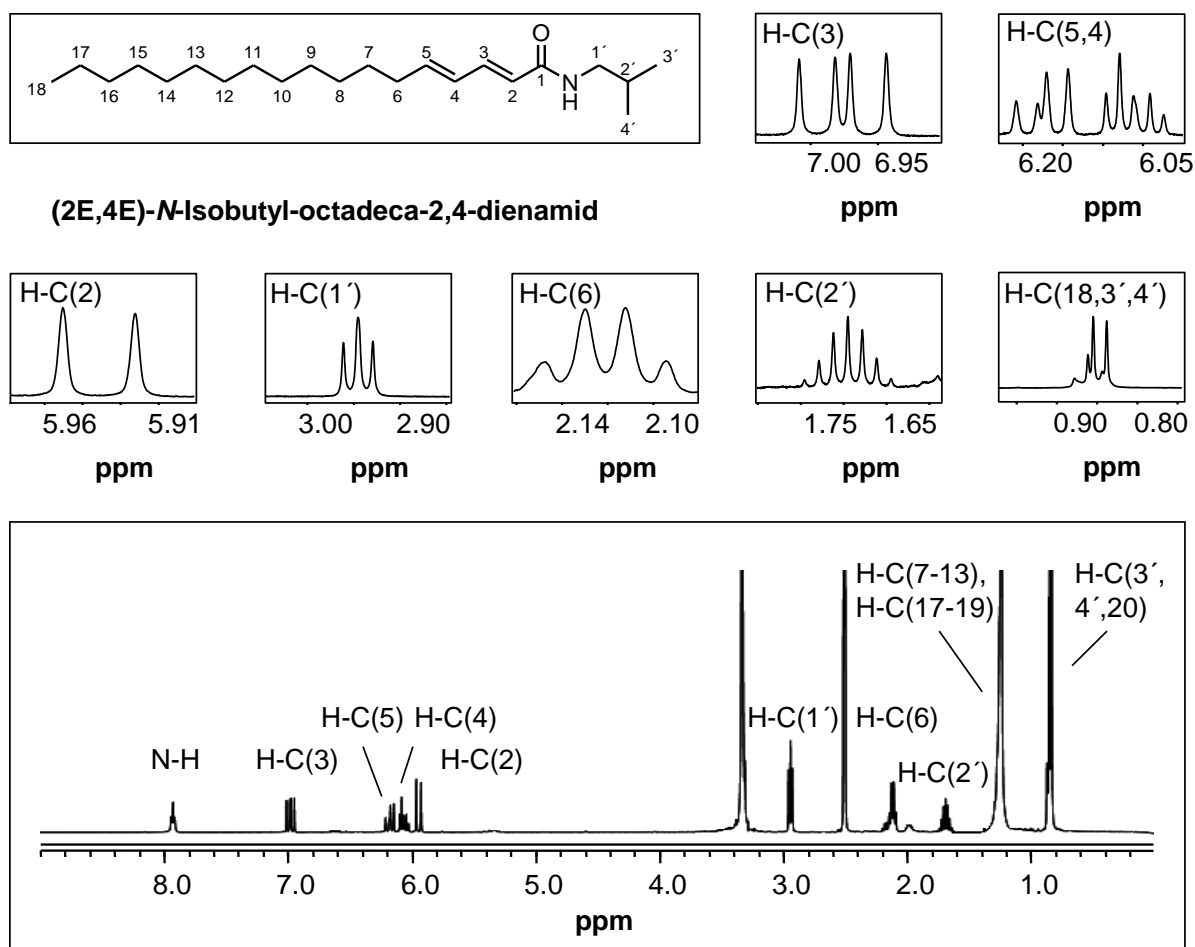 17 15 13 11 9 7 5 3 O 1´ 3´
1 2´
18 16 14 12 10 8 6 4 2 N
H
4´
(2E,4E)-N-Isobutyl-octadeca-2,4-dienamid
H-C(3)
7.00 6.95
ppm
H-C(5,4)
6.20 6.05
ppm
H-C(2)
5.96 5.91
ppm
H-C(1´)
3.00 2.90
ppm
H-C(6)
2.14 2.10
ppm
H-C(2´)
1.75 1.65
ppm
H-C(18,3´,4´)
0.90 0.80
ppm
H-C(7-13), H-C(3´,
H-C(17-19) 4´,20)
H-C(5) H-C(4) H-C(1´) H-C(6)
N-H H-C(3) H-C(2) H-C(2´)
8.0 7.0 6.0 5.0 4.0 3.0 2.0 1.0
ppm